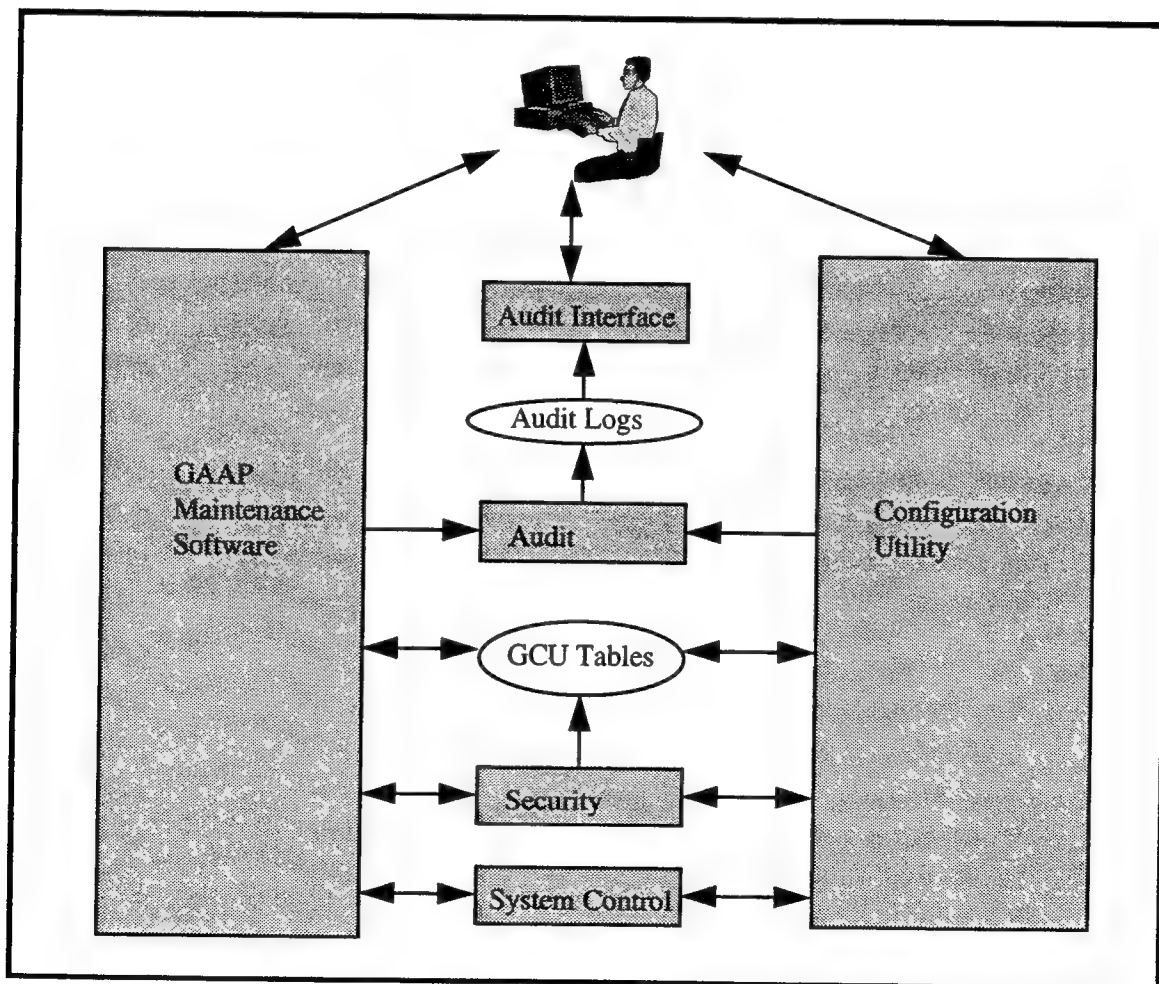 Audit Interface
Audit Logs
GAAP
Maintenance
Software
Audit
Configuration
Utility
GCU Tables
Security
System Control